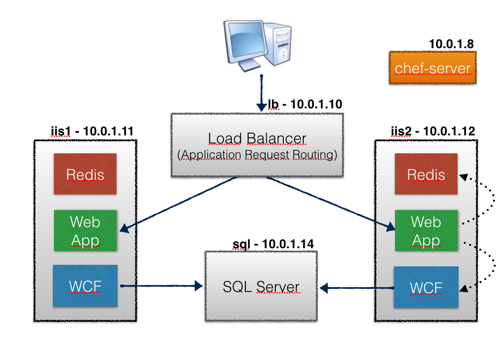 10.0.1.8
chef-server
lb - 10.0.1.10
Load Balancer
(Application Request Routing)
iis1 - 10.0.1.11
Redis
Web
App
WCF
iis2 - 10.0.1.12
Redis
Web
App
WCF
sql - 10.0.1.14
SQL Server